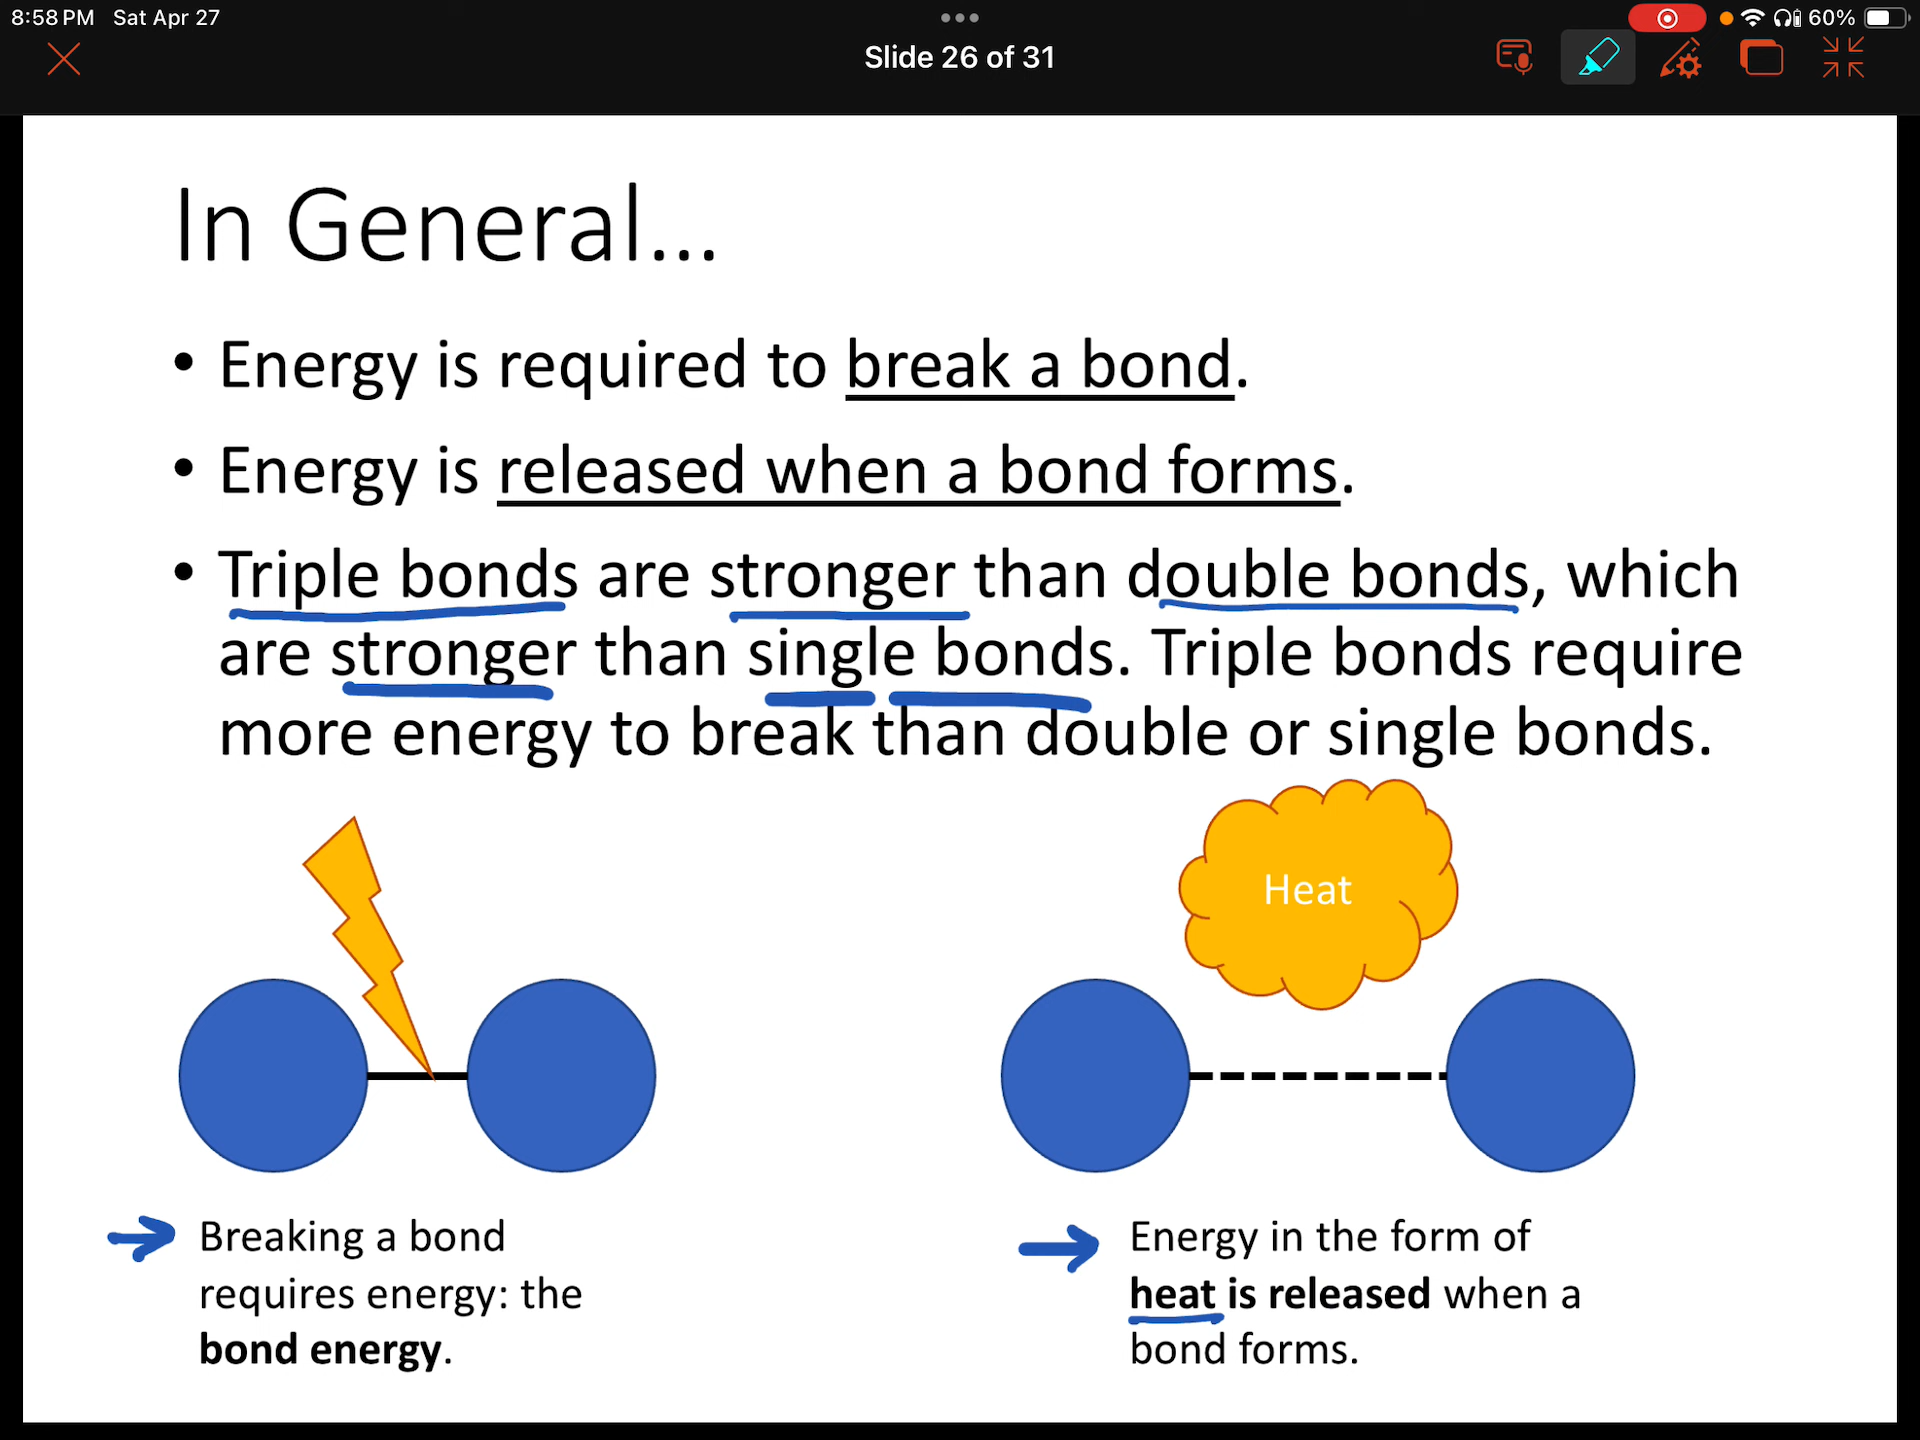 8:58 PM Sat Apr 27
60%
Slide 26 of 31
In General...
• Energy is required to break a bond.
• Energy is released when a bond forms.
• Triple bonds are stronger than double bonds, which
are stronger than single bonds. Triple bonds require
more energy to break than double or single bonds.
Heat
Breaking a bond
requires energy: the
bond energy.
Energy in the form of
heat is released when a
bond forms.